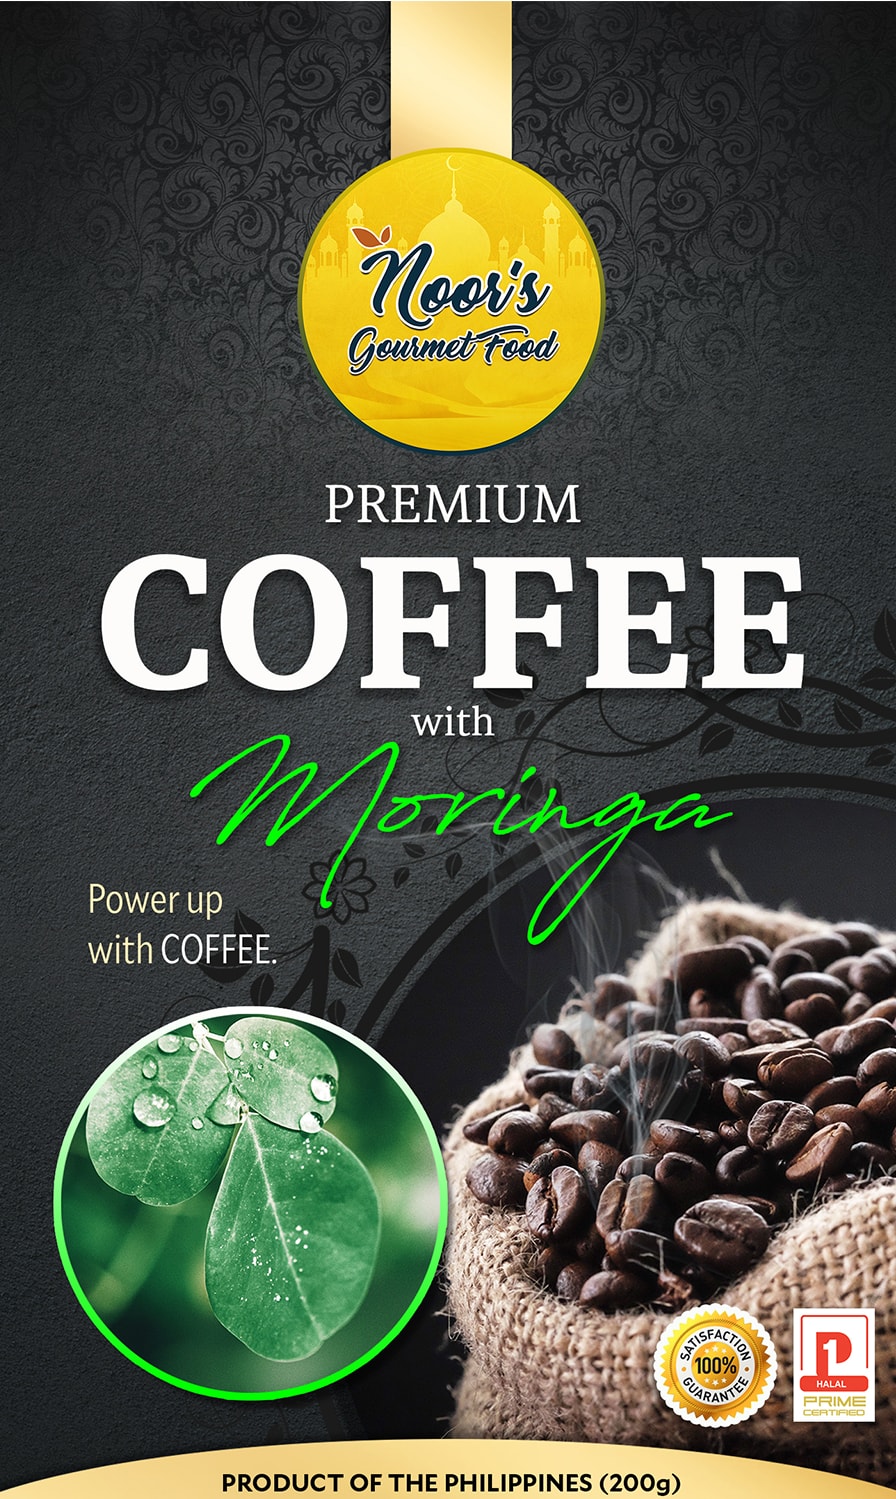 Noor's
Gourmet Food
PREMIUM
COFFEE
with
Moringa
Power up
with COFFEE.
SATISFACTION
100%
GUARANTEE
P1
HALAL
PRIME
CERTIFIED
PRODUCT OF THE PHILIPPINES (200g)